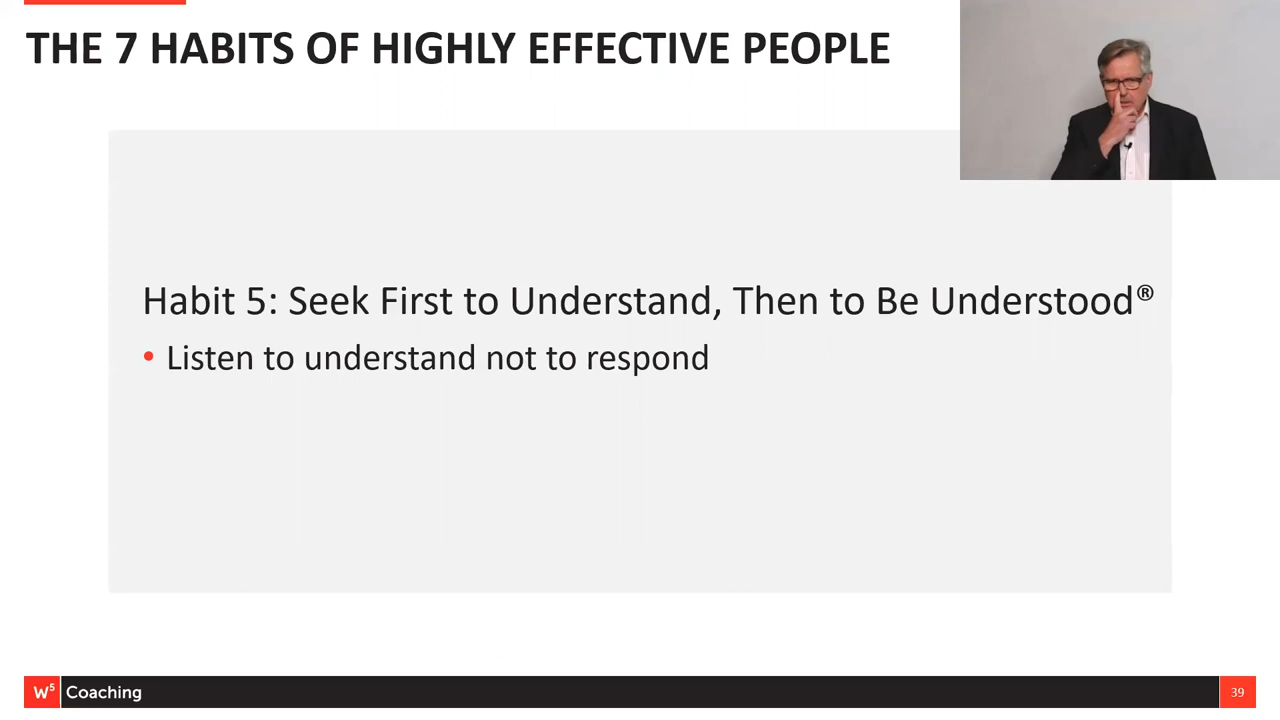 THE 7 HABITS OF HIGHLY EFFECTIVE PEOPLE
Habit 5: Seek First to Understand, Then to Be Understood®
• Listen to understand not to respond
W⁵ Coaching
39